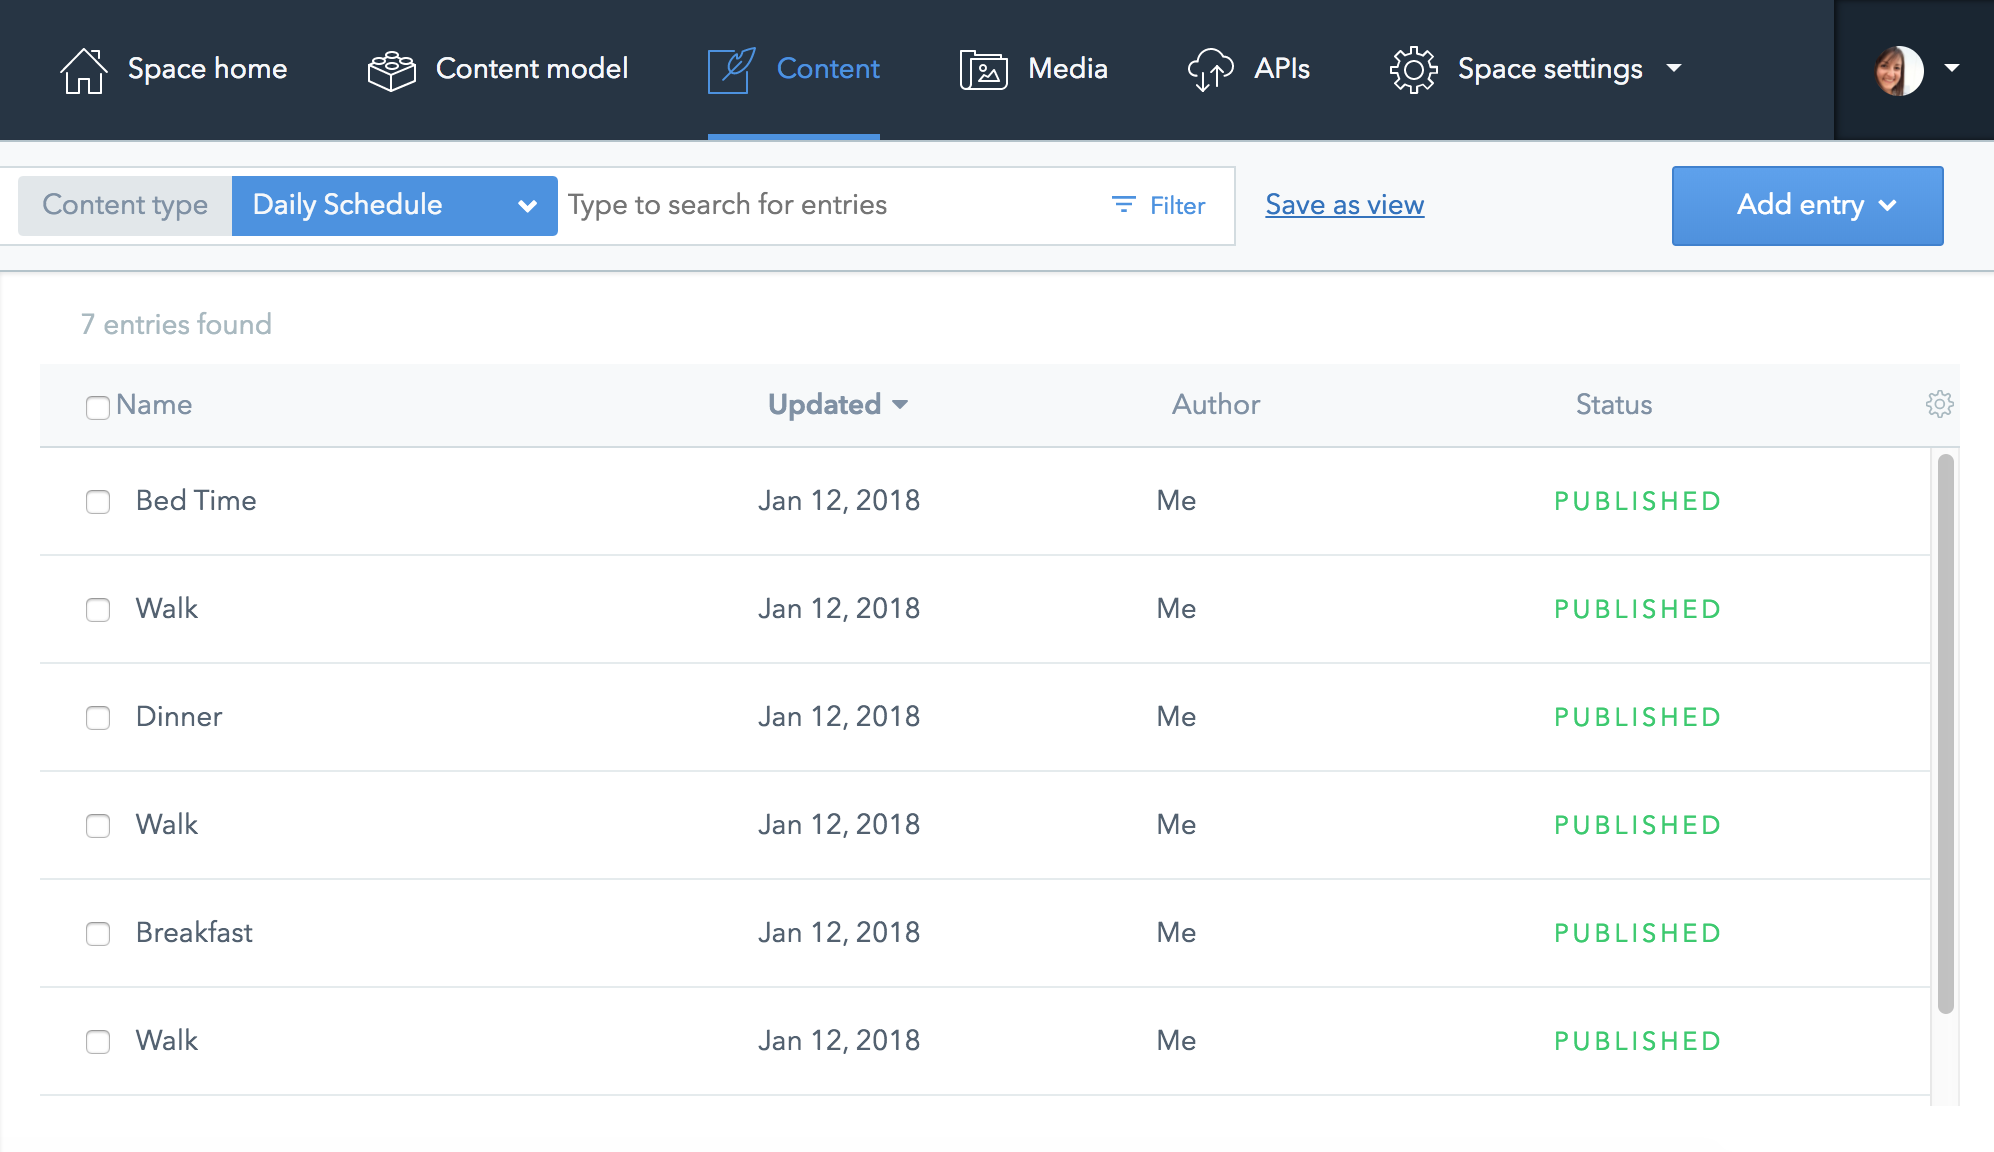 Space home Content model Content Media APIs Space settings
Content type Daily Schedule Type to search for entries Filter Save as view Add entry
7 entries found
Name Updated Author Status
Bed Time Jan 12, 2018 Me PUBLISHED
Walk Jan 12, 2018 Me PUBLISHED
Dinner Jan 12, 2018 Me PUBLISHED
Walk Jan 12, 2018 Me PUBLISHED
Breakfast Jan 12, 2018 Me PUBLISHED
Walk Jan 12, 2018 Me PUBLISHED